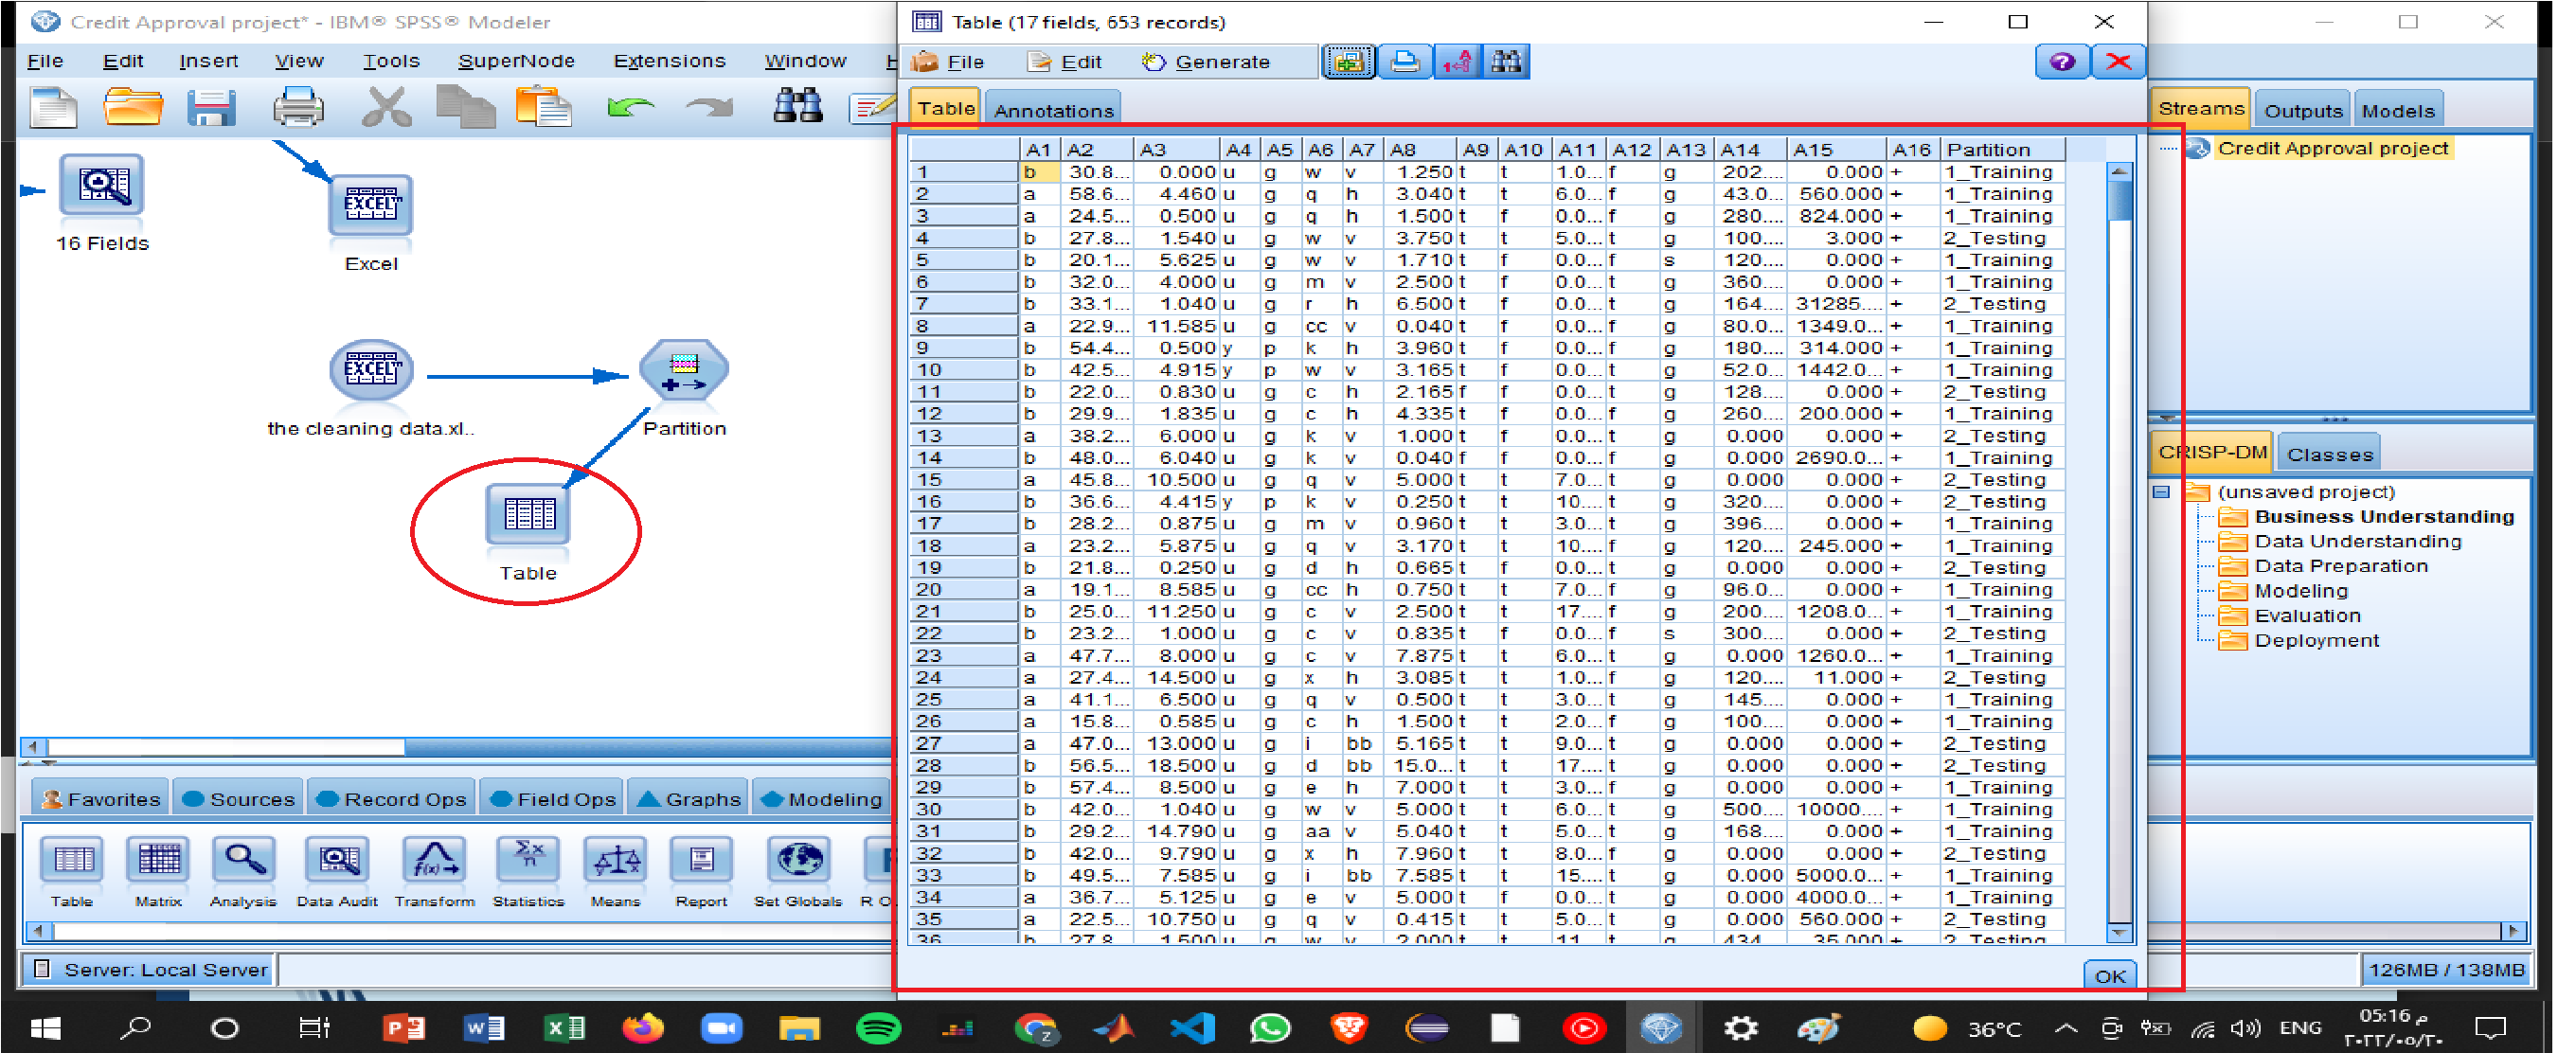 Credit Approval project* - IBM® SPSS® Modeler
File Edit Insert View Tools SuperNode Extensions Window
16 Fields
Excel
the cleaning data.xl..
Partition
Table
Favorites Sources Record Ops Field Ops Graphs Modeling
Table Matrix Analysis Data Audit Transform Statistics Means Report Set Globals R O
Server: Local Server
Table (17 fields, 653 records)
File Edit Generate
Table Annotations
A1 A2 A3 A4 A5 A6 A7 A8 A9 A10 A11 A12 A13 A14 A15 A16 Partition
1 b 30.8... 0.000 u g w v 1.250 t t 1.0... f g 202.... 0.000 + 1_Training
2 a 58.6... 4.460 u g q h 3.040 t t 6.0... f g 43.0... 560.000 + 1_Training
3 a 24.5... 0.500 u g q h 1.500 t f 0.0... f g 280.... 824.000 + 1_Training
4 b 27.8... 1.540 u g w v 3.750 t t 5.0... t g 100.... 3.000 + 2_Testing
5 b 20.1... 5.625 u g w v 1.710 t f 0.0... f s 120.... 0.000 + 1_Training
6 b 32.0... 4.000 u g m v 2.500 t f 0.0... t g 360.... 0.000 + 1_Training
7 b 33.1... 1.040 u g r h 6.500 t f 0.0... t g 164.... 31285.... + 2_Testing
8 a 22.9... 11.585 u g cc v 0.040 t f 0.0... f g 80.0... 1349.0... + 1_Training
9 b 54.4... 0.500 y p k h 3.960 t f 0.0... f g 180.... 314.000 + 1_Training
10 b 42.5... 4.915 y p w v 3.165 t f 0.0... t g 52.0... 1442.0... + 1_Training
11 b 22.0... 0.830 u g c h 2.165 f f 0.0... t g 128.... 0.000 + 2_Testing
12 b 29.9... 1.835 u g c h 4.335 t f 0.0... f g 260.... 200.000 + 1_Training
13 a 38.2... 6.000 u g k v 1.000 t f 0.0... t g 0.000 0.000 + 2_Testing
14 b 48.0... 6.040 u g k v 0.040 f f 0.0... f g 0.000 2690.0... + 1_Training
15 a 45.8... 10.500 u g q v 5.000 t t 7.0... t g 0.000 0.000 + 2_Testing
16 b 36.6... 4.415 y p k v 0.250 t t 10.... t g 320.... 0.000 + 2_Testing
17 b 28.2... 0.875 u g m v 0.960 t t 3.0... t g 396.... 0.000 + 1_Training
18 a 23.2... 5.875 u g q v 3.170 t t 10.... f g 120.... 245.000 + 1_Training
19 b 21.8... 0.250 u g d h 0.665 t f 0.0... t g 0.000 0.000 + 2_Testing
20 a 19.1... 8.585 u g cc h 0.750 t t 7.0... f g 96.0... 0.000 + 1_Training
21 b 25.0... 11.250 u g c v 2.500 t t 17.... f g 200.... 1208.0... + 1_Training
22 b 23.2... 1.000 u g c v 0.835 t f 0.0... f s 300.... 0.000 + 2_Testing
23 a 47.7... 8.000 u g c v 7.875 t t 6.0... t g 0.000 1260.0... + 1_Training
24 a 27.4... 14.500 u g x h 3.085 t t 1.0... f g 120.... 11.000 + 2_Testing
25 a 41.1... 6.500 u g q v 0.500 t t 3.0... t g 145.... 0.000 + 1_Training
26 a 15.8... 0.585 u g c h 1.500 t t 2.0... f g 100.... 0.000 + 1_Training
27 a 47.0... 13.000 u g i bb 5.165 t t 9.0... t g 0.000 0.000 + 2_Testing
28 b 56.5... 18.500 u g d bb 15.0... t t 17.... t g 0.000 0.000 + 2_Testing
29 b 57.4... 8.500 u g e h 7.000 t t 3.0... f g 0.000 0.000 + 1_Training
30 b 42.0... 1.040 u g w v 5.000 t t 6.0... t g 500.... 10000.... + 1_Training
31 b 29.2... 14.790 u g aa v 5.040 t t 5.0... t g 168.... 0.000 + 1_Training
32 b 42.0... 9.790 u g x h 7.960 t t 8.0... f g 0.000 0.000 + 2_Testing
33 b 49.5... 7.585 u g i bb 7.585 t t 15.... t g 0.000 5000.0... + 1_Training
34 a 36.7... 5.125 u g e v 5.000 t f 0.0... t g 0.000 4000.0... + 1_Training
35 a 22.5... 10.750 u g q v 0.415 t t 5.0... t g 0.000 560.000 + 2_Testing
36 b 27.8 1.500 u g w v 2.000 t t 11 t g 434 35.000 + 2_Testing
OK
Streams Outputs Models
Credit Approval project
CRISP-DM Classes
(unsaved project)
Business Understanding
Data Understanding
Data Preparation
Modeling
Evaluation
Deployment
126MB / 138MB
36°C ENG 05:16 م
٢٠٢٢/٠٥/٢٠